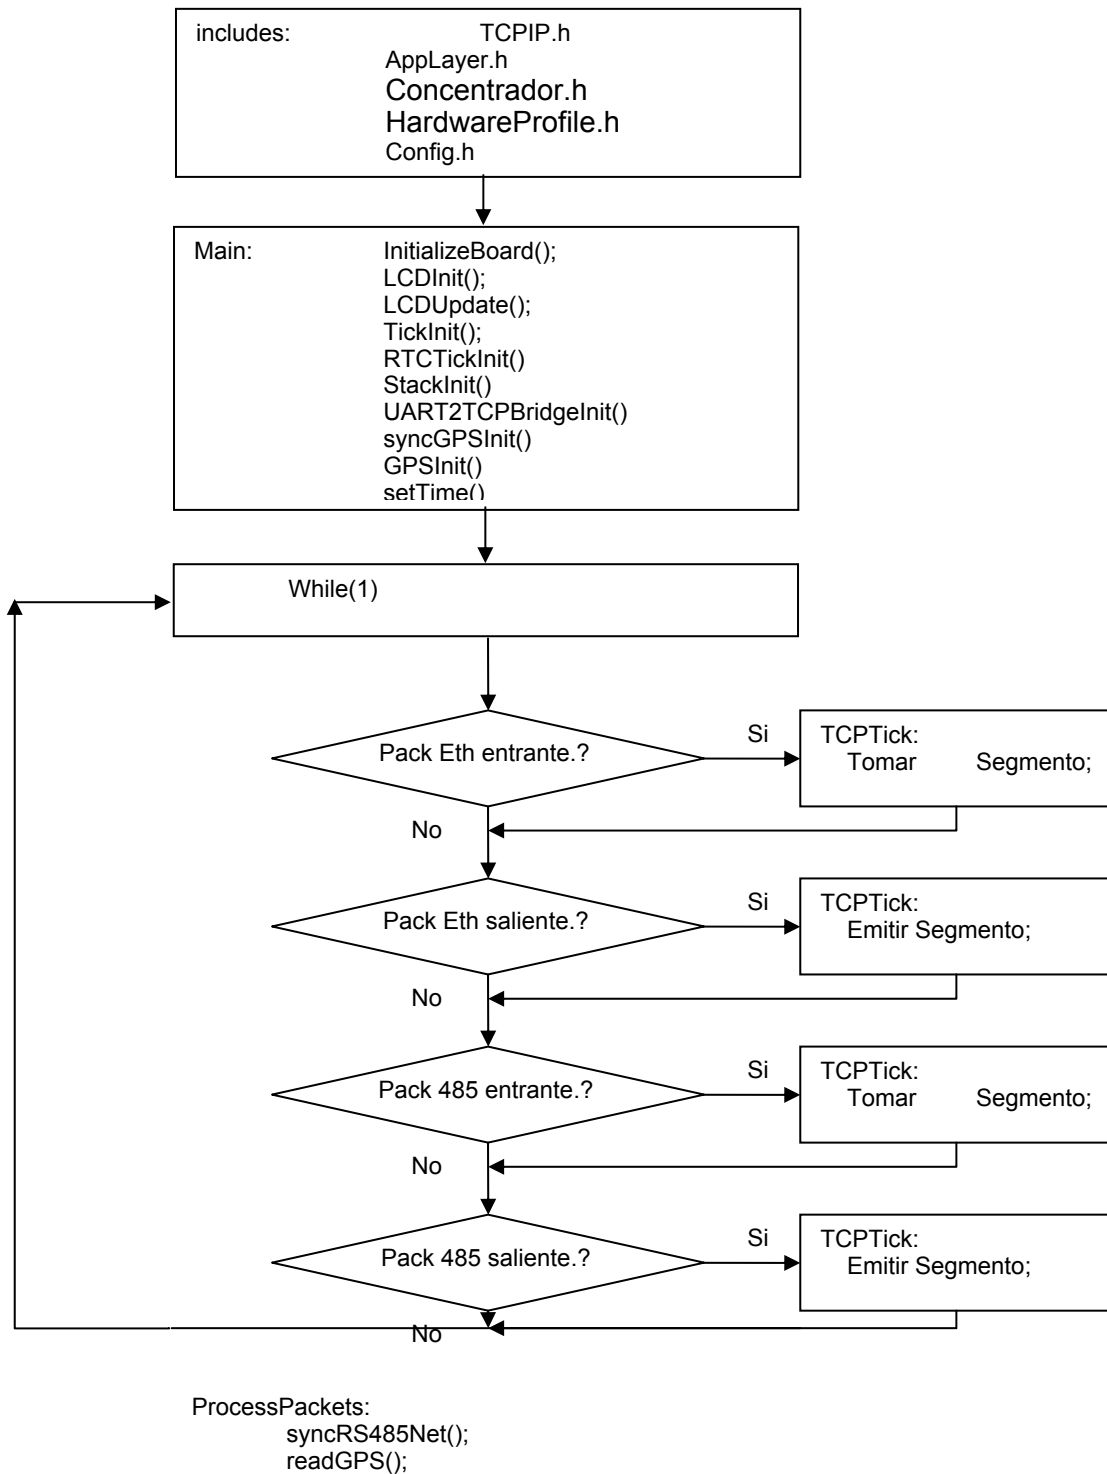 includes: TCPIP.h
AppLayer.h
Concentrador.h
HardwareProfile.h
Config.h
Main: InitializeBoard();
LCDInit();
LCDUpdate();
TickInit();
RTCTickInit()
StackInit()
UART2TCPBridgeInit()
syncGPSInit()
GPSInit()
setTime()
While(1)
Pack Eth entrante.?
Si
TCPTick:
Tomar Segmento;
No
Pack Eth saliente.?
Si
TCPTick:
Emitir Segmento;
No
Pack 485 entrante.?
Si
TCPTick:
Tomar Segmento;
No
Pack 485 saliente.?
Si
TCPTick:
Emitir Segmento;
No
ProcessPackets:
syncRS485Net();
readGPS();